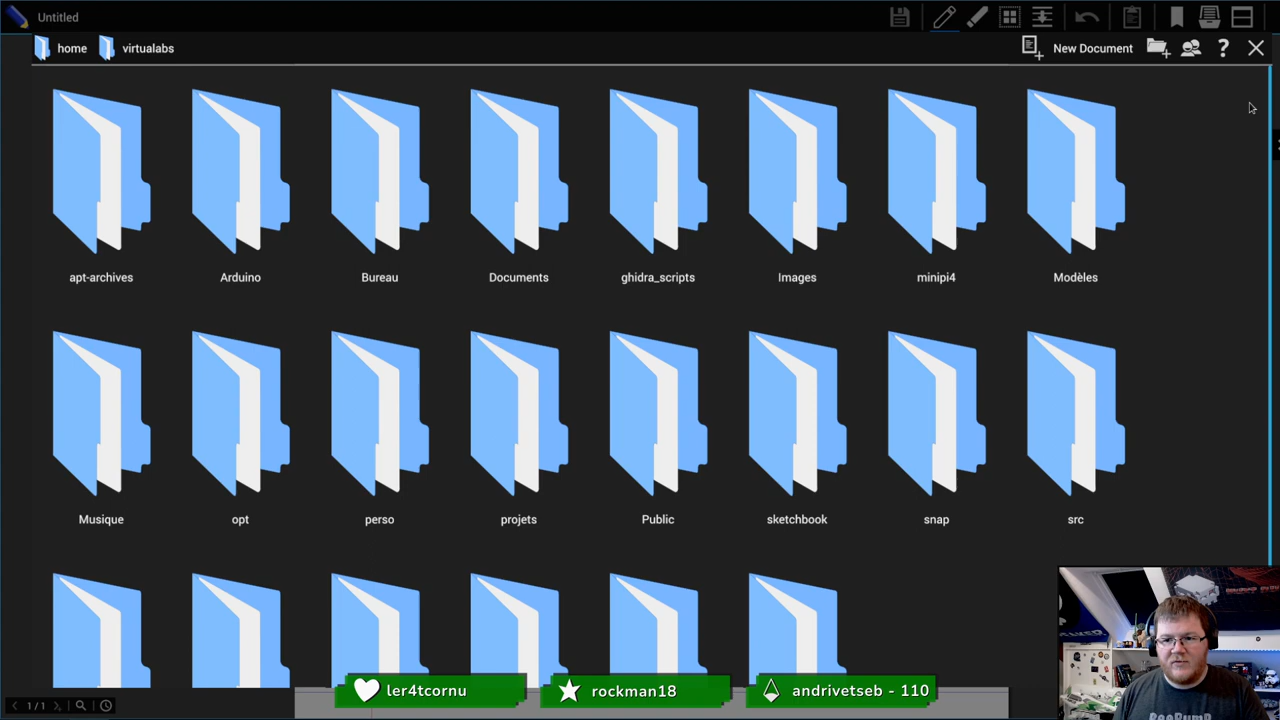 Untitled
home virtualabs New Document ?
apt-archives Arduino Bureau Documents ghidra_scripts Images minipi4 Modèles
Musique opt perso projets Public sketchbook snap src
ler4tcornu rockman18 andrivetseb - 110
1/1